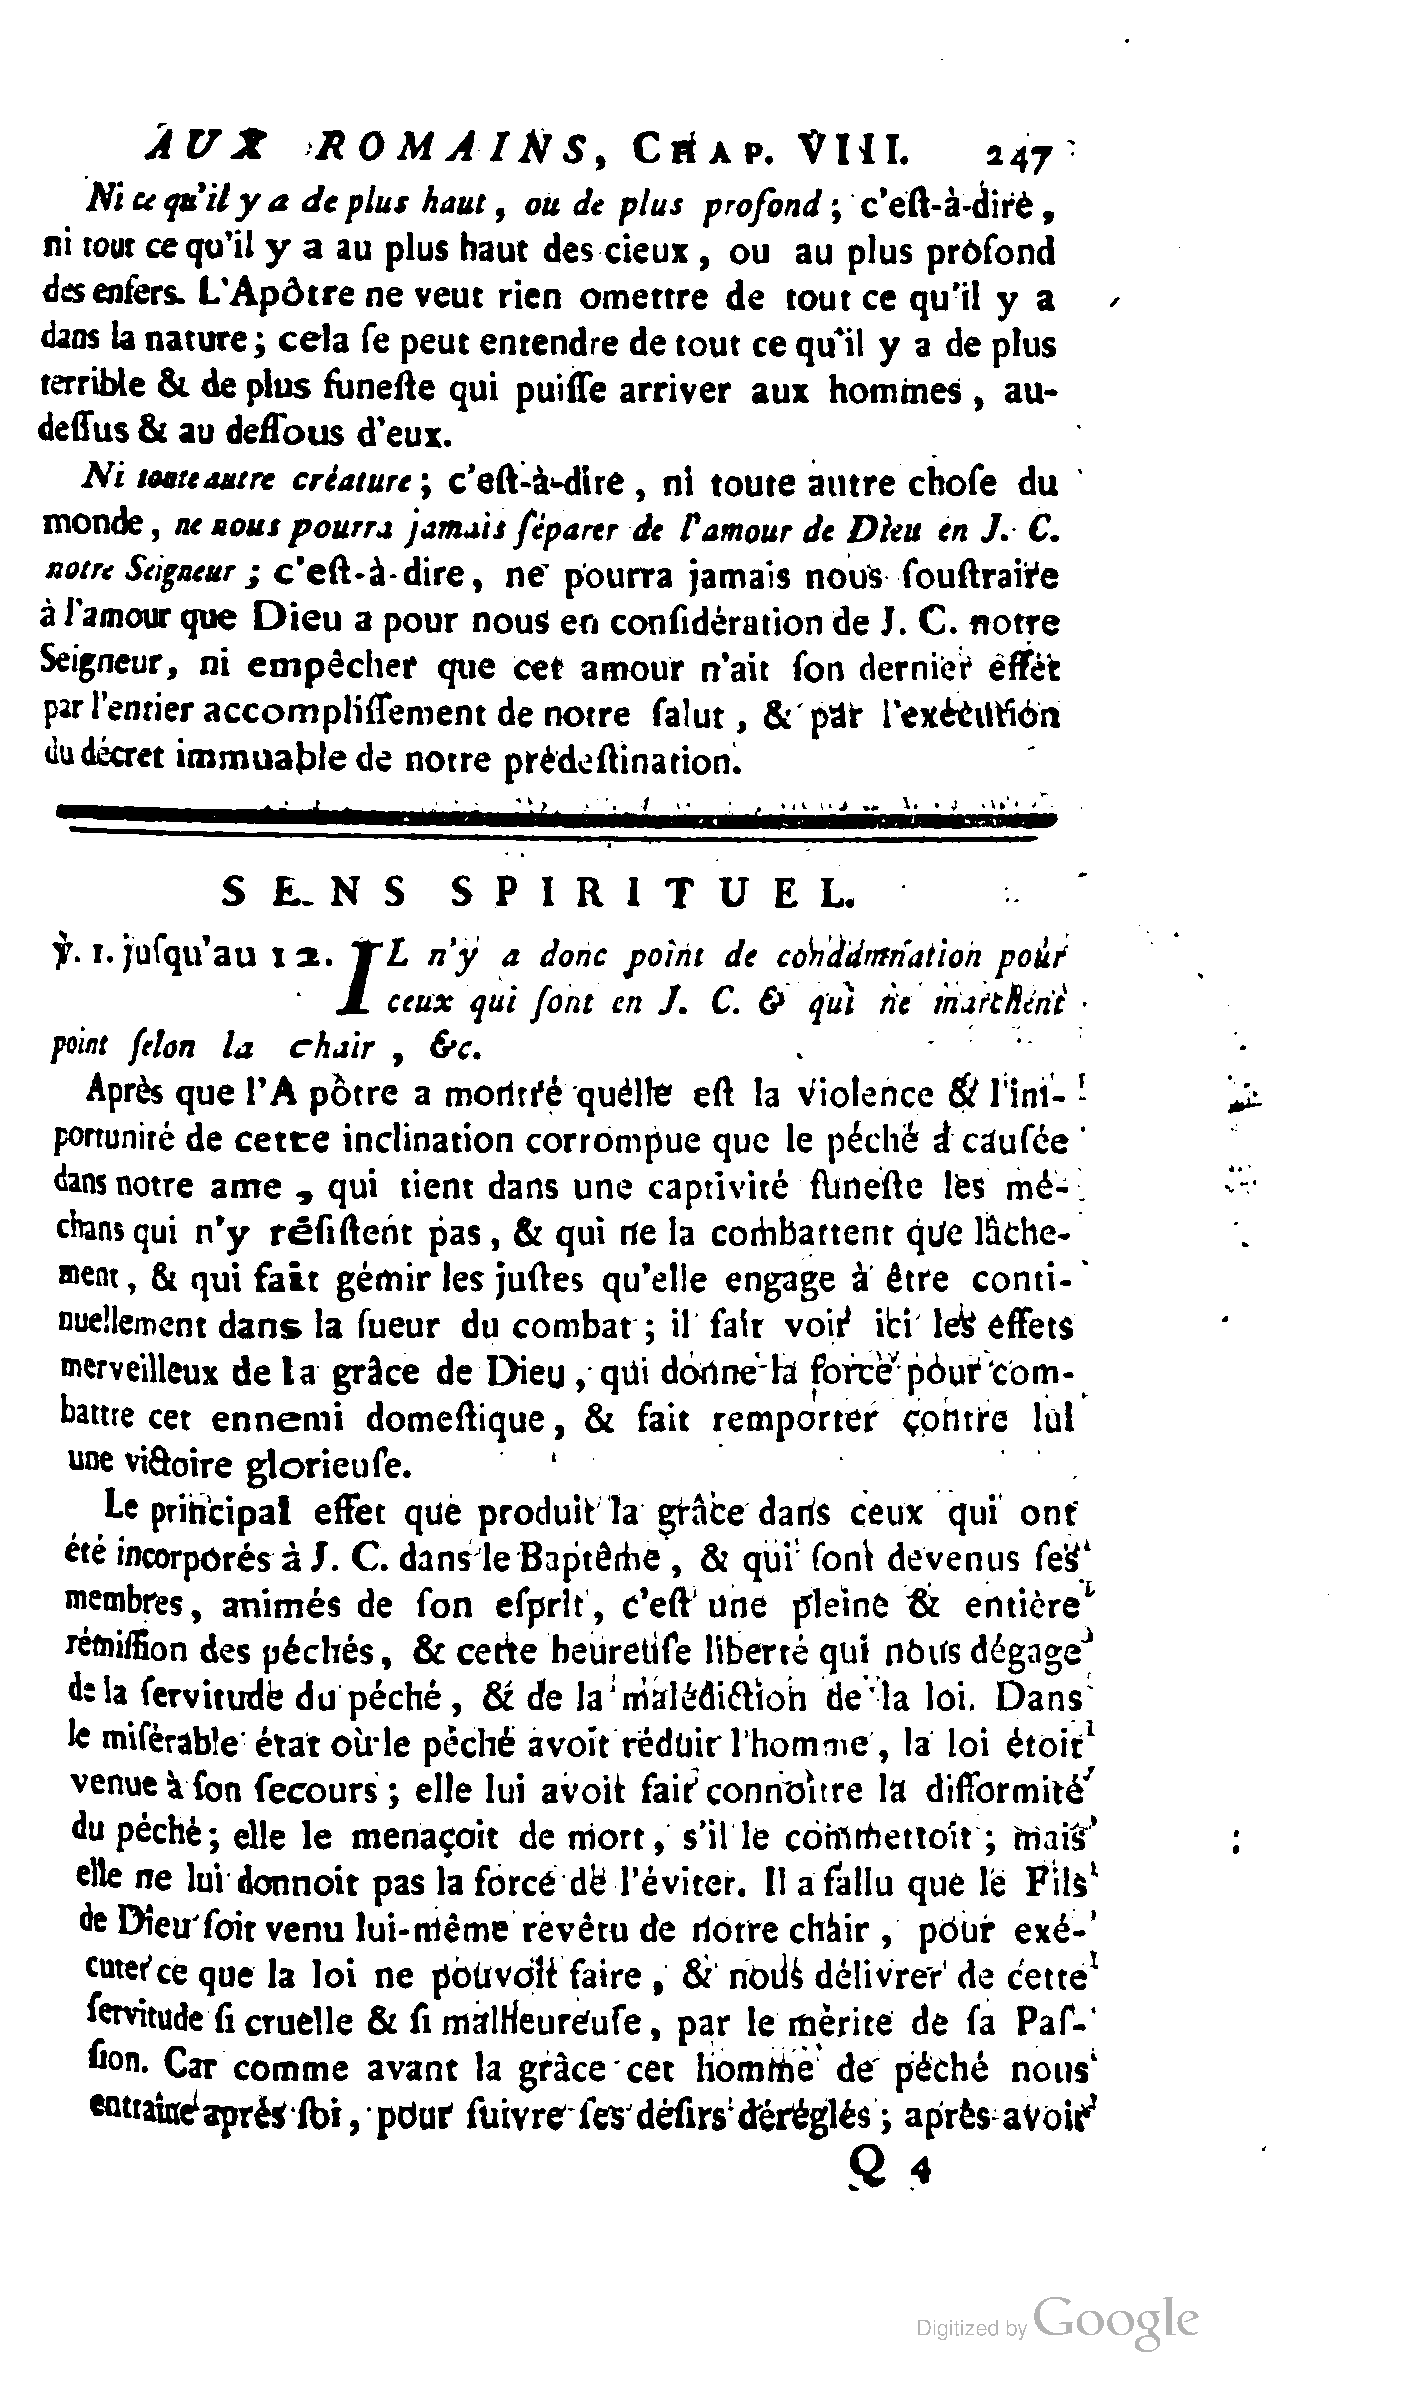 AUX ROMAINS, CHAP. VIII. 247
Ni ce qu'il y a de plus haut, ou de plus profond; c'eſt-à-dire,
ni tout ce qu'il y a au plus haut des cieux, ou au plus profond
des enfers. L'Apôtre ne veut rien omettre de tout ce qu'il y a
dans la nature; cela ſe peut entendre de tout ce qu'il y a de plus
terrible & de plus funeſte qui puiſſe arriver aux hommes, au-
deſſus & au deſſous d'eux.
Ni toute autre créature; c'eſt-à-dire, ni toute autre choſe du
monde, ne nous pourra jamais ſéparer de l'amour de Dieu en J. C.
notre Seigneur; c'eſt-à-dire, ne pourra jamais nous ſouſtraire
à l'amour que Dieu a pour nous en conſidération de J. C. notre
Seigneur, ni empêcher que cet amour n'ait ſon dernier effet
par l'entier accompliſſement de notre ſalut, & par l'exécution
du décret immuable de notre prédeſtination.
SENS SPIRITUEL.
℣. 1. juſqu'au 12. IL n'y a donc point de condamnation pour
ceux qui ſont en J. C. & qui ne marchent
point ſelon la chair, &c.
Après que l'Apôtre a montré quelle eſt la violence & l'im-
portunité de cette inclination corrompue que le péché a cauſée
dans notre ame, qui tient dans une captivité funeſte les mé-
chans qui n'y réſiſtent pas, & qui ne la combattent que lâche-
ment, & qui fait gémir les juſtes qu'elle engage à être conti-
nuellement dans la ſueur du combat; il fait voir ici les effets
merveilleux de la grâce de Dieu, qui donne la force pour com-
battre cet ennemi domeſtique, & fait remporter contre lui
une victoire glorieuſe.
Le principal effet que produit la grâce dans ceux qui ont
été incorporés à J. C. dans le Baptême, & qui ſont devenus ſes
membres, animés de ſon eſprit, c'eſt une pleine & entière
rémiſſion des péchés, & cette heureuſe liberté qui nous dégage
de la ſervitude du péché, & de la malédiction de la loi. Dans
le miſérable état où le péché avoit réduit l'homme, la loi étoit
venue à ſon ſecours; elle lui avoit fait connoître la difformité
du péché; elle le menaçoit de mort, s'il le commettoit; mais
elle ne lui donnoit pas la force de l'éviter. Il a fallu que le Fils
de Dieu ſoit venu lui-même revêtu de notre chair, pour exé-
cuter ce que la loi ne pouvoit faire, & nous délivrer de cette
ſervitude ſi cruelle & ſi malheureuſe, par le mérite de ſa Paſ-
ſion. Car comme avant la grâce cet homme de péché nous
entraîne après ſoi, pour ſuivre ſes déſirs déréglés; après avoir
Q 4
Digitized by Google